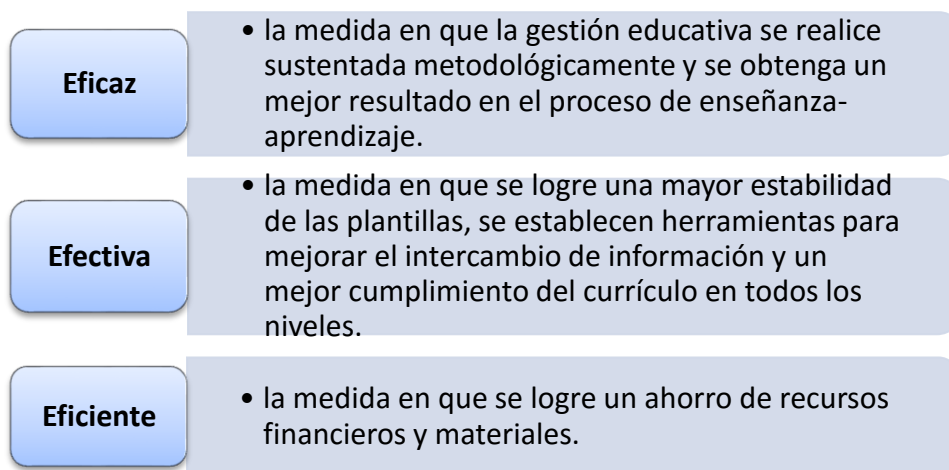 Eficaz
• la medida en que la gestión educativa se realice
sustentada metodológicamente y se obtenga un
mejor resultado en el proceso de enseñanza-
aprendizaje.
Efectiva
• la medida en que se logre una mayor estabilidad
de las plantillas, se establecen herramientas para
mejorar el intercambio de información y un
mejor cumplimiento del currículo en todos los
niveles.
Eficiente
• la medida en que se logre un ahorro de recursos
financieros y materiales.